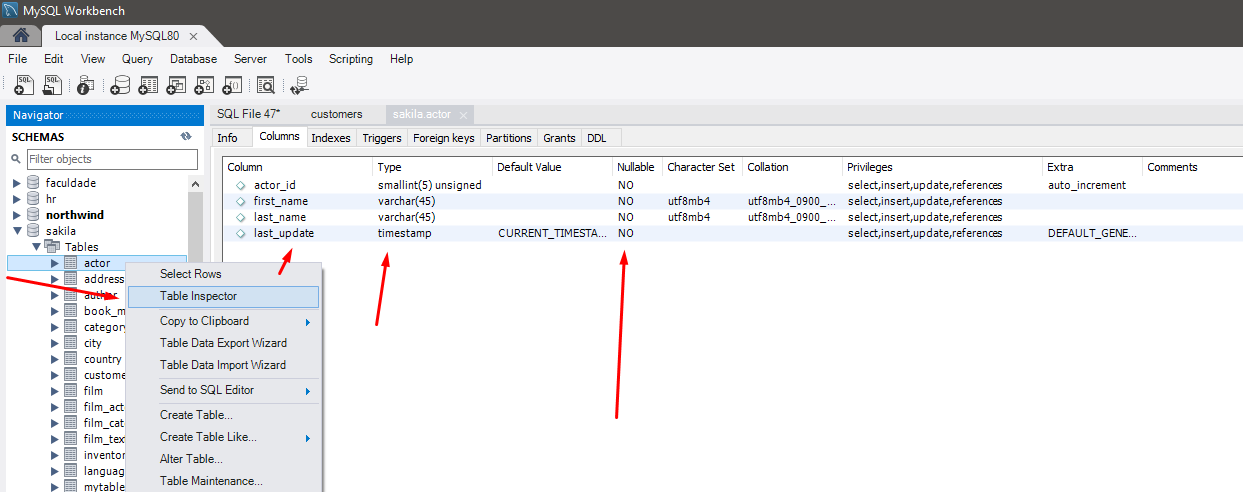 MySQL Workbench
Local instance MySQL80 ×
File Edit View Query Database Server Tools Scripting Help
SQL SQL
Navigator SQL File 47* customers sakila.actor ×
SCHEMAS Info Columns Indexes Triggers Foreign keys Partitions Grants DDL
Filter objects
Column Type Default Value Nullable Character Set Collation Privileges Extra Comments
actor_id smallint(5) unsigned NO select,insert,update,references auto_increment
first_name varchar(45) NO utf8mb4 utf8mb4_0900_... select,insert,update,references
last_name varchar(45) NO utf8mb4 utf8mb4_0900_... select,insert,update,references
last_update timestamp CURRENT_TIMESTA... NO select,insert,update,references DEFAULT_GENE...
faculdade
hr
northwind
sakila
Tables
actor
address
author
book_m
category
city
country
custome
film
film_act
film_cat
film_tex
inventor
languag
mytable
Select Rows
Table Inspector
Copy to Clipboard
Table Data Export Wizard
Table Data Import Wizard
Send to SQL Editor
Create Table...
Create Table Like...
Alter Table...
Table Maintenance...